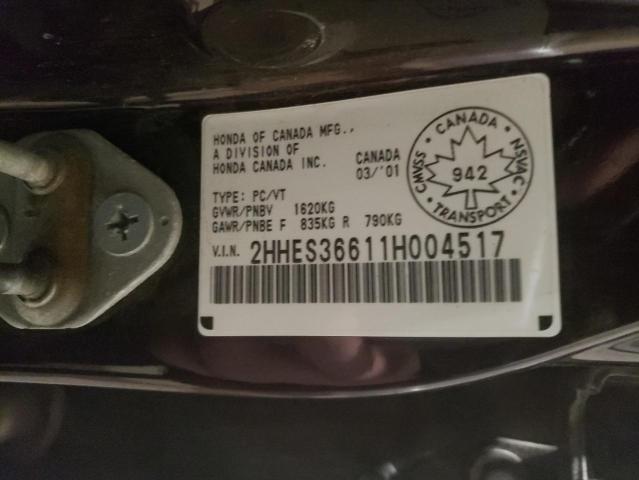 HONDA OF CANADA MFG.,
A DIVISION OF
HONDA CANADA INC.
CANADA
03/'01
TYPE: PC/VT
GVWR/PNBV 1620KG
GAWR/PNBE F 835KG R 790KG
V.I.N. 2HHES36611H004517
CANADA
CMVSS 942 NSVAC
TRANSPORT